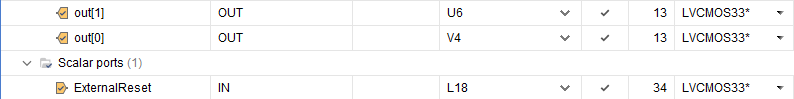 out[1] OUT U6 13 LVCMOS33*
out[0] OUT V4 13 LVCMOS33*
Scalar ports (1)
ExternalReset IN L18 34 LVCMOS33*